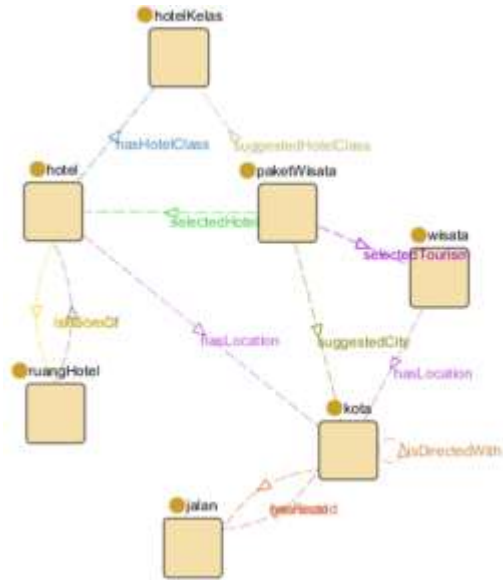 hotelKelas
hasHotelClass
suggestedHotelClass
hotel
paketWisata
selectedHotel
wisata
selectedTourism
hasLocation
suggestedCity
hasLocation
ruangHotel
kota
isDirectedWith
jalan